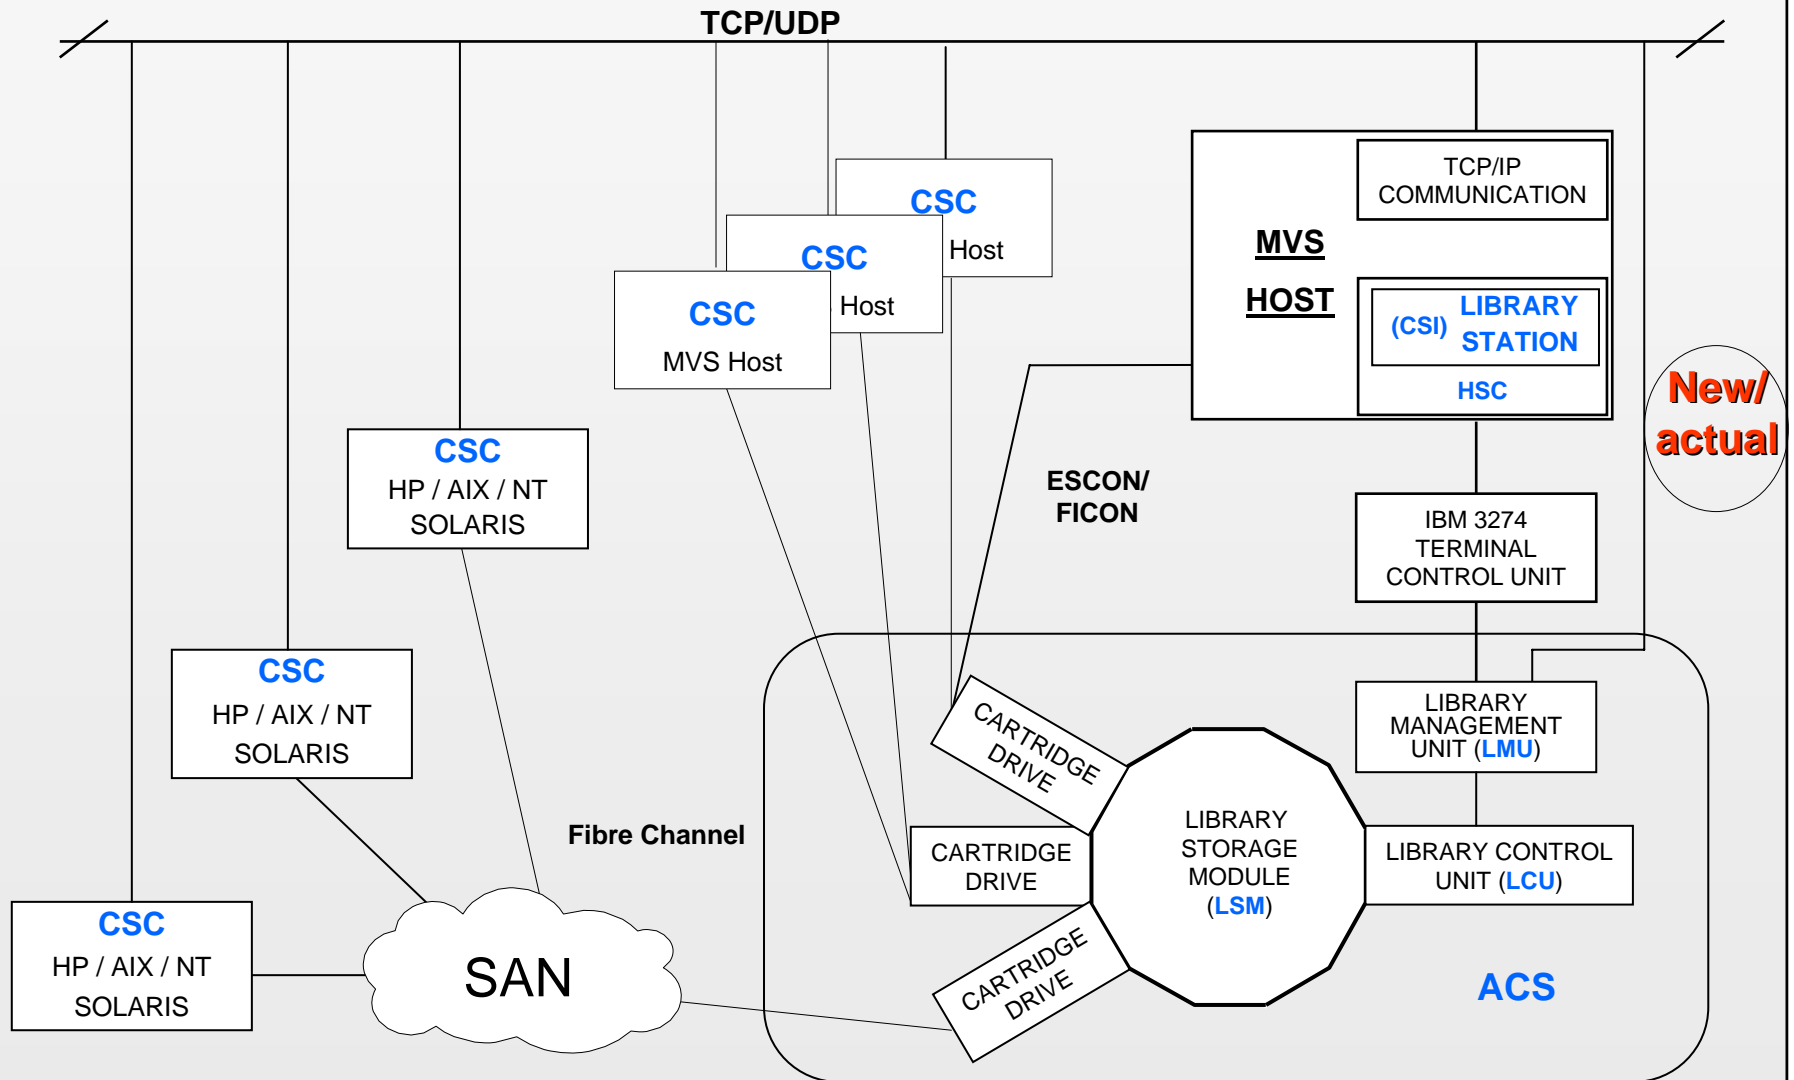 TCP/UDP
CSC
Host
CSC
Host
CSC
MVS Host
TCP/IP
COMMUNICATION
MVS
HOST
(CSI) LIBRARY
STATION
HSC
New/
actual
CSC
HP / AIX / NT
SOLARIS
ESCON/
FICON
IBM 3274
TERMINAL
CONTROL UNIT
CSC
HP / AIX / NT
SOLARIS
LIBRARY
MANAGEMENT
UNIT (LMU)
CARTRIDGE
DRIVE
Fibre Channel
CARTRIDGE
DRIVE
LIBRARY
STORAGE
MODULE
(LSM)
LIBRARY CONTROL
UNIT (LCU)
CSC
HP / AIX / NT
SOLARIS
SAN
CARTRIDGE
DRIVE
ACS